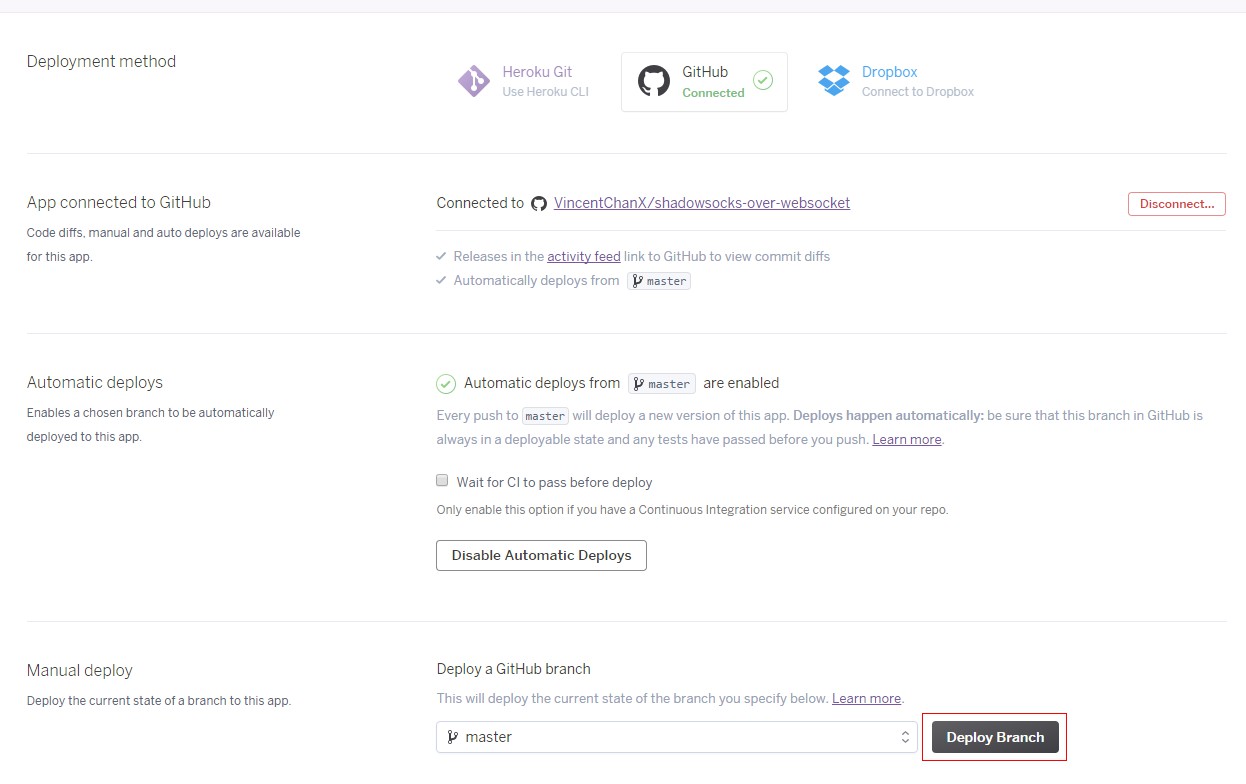 Deployment method
Heroku Git
Use Heroku CLI
GitHub
Connected
Dropbox
Connect to Dropbox
App connected to GitHub
Code diffs, manual and auto deploys are available
for this app.
Connected to VincentChanX/shadowsocks-over-websocket
Disconnect...
Releases in the activity feed link to GitHub to view commit diffs
Automatically deploys from master
Automatic deploys
Enables a chosen branch to be automatically
deployed to this app.
Automatic deploys from master are enabled
Every push to master will deploy a new version of this app. Deploys happen automatically: be sure that this branch in GitHub is
always in a deployable state and any tests have passed before you push. Learn more.
Wait for CI to pass before deploy
Only enable this option if you have a Continuous Integration service configured on your repo.
Disable Automatic Deploys
Manual deploy
Deploy the current state of a branch to this app.
Deploy a GitHub branch
This will deploy the current state of the branch you specify below. Learn more.
master
Deploy Branch